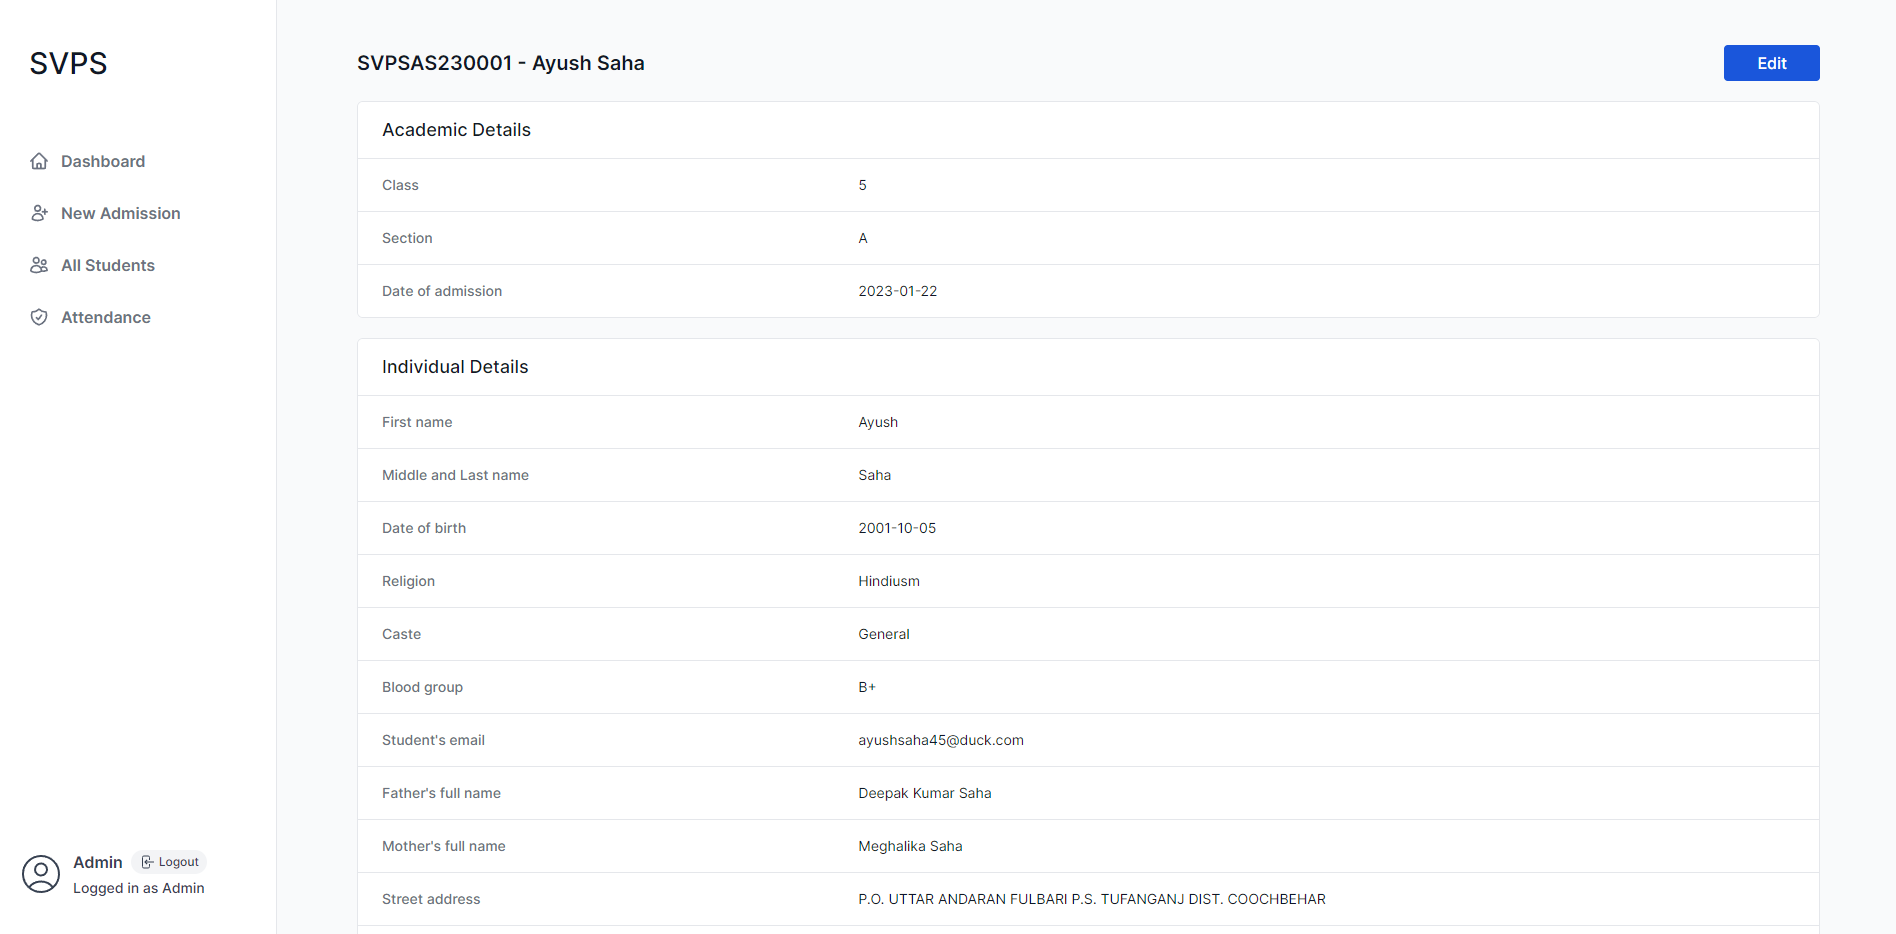 SVPS
Dashboard
New Admission
All Students
Attendance
Admin
Logout
Logged in as Admin
SVPSAS230001 - Ayush Saha
Edit
Academic Details
Class 5
Section A
Date of admission 2023-01-22
Individual Details
First name Ayush
Middle and Last name Saha
Date of birth 2001-10-05
Religion Hindiusm
Caste General
Blood group B+
Student's email ayushsaha45@duck.com
Father's full name Deepak Kumar Saha
Mother's full name Meghalika Saha
Street address P.O. UTTAR ANDARAN FULBARI P.S. TUFANGANJ DIST. COOCHBEHAR